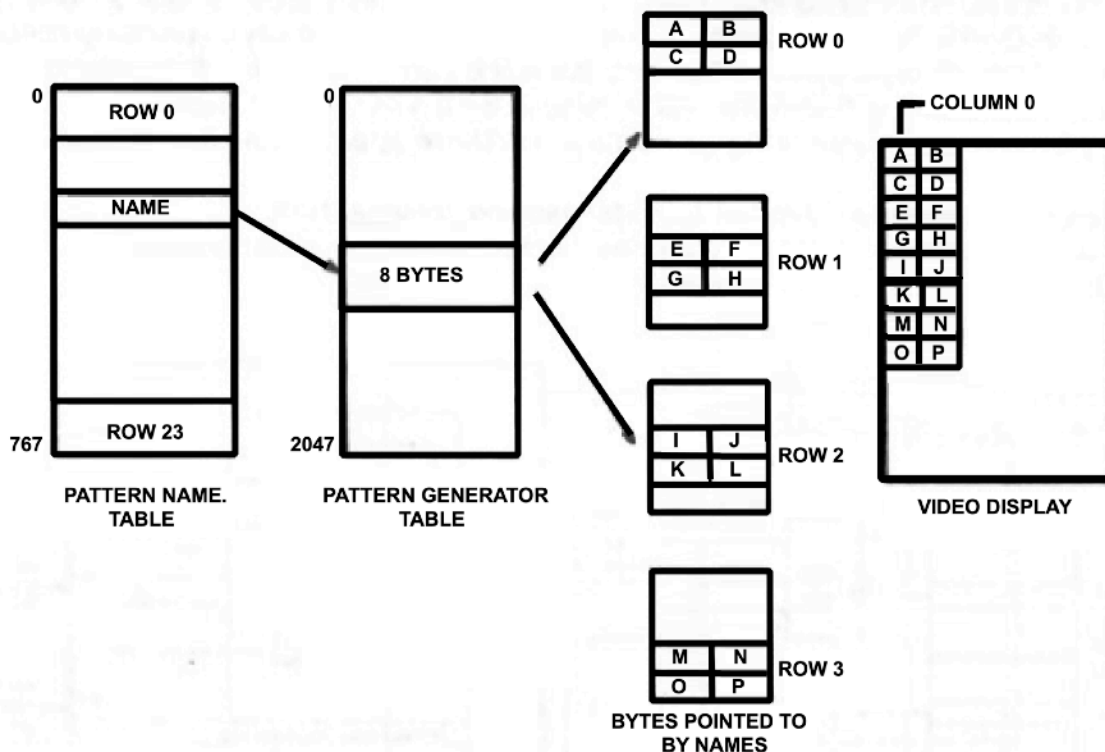 0
ROW 0
NAME
767
ROW 23
PATTERN NAME.
TABLE
0
8 BYTES
2047
PATTERN GENERATOR
TABLE
A B
C D
ROW 0
E F
G H
ROW 1
I J
K L
ROW 2
M N
O P
ROW 3
BYTES POINTED TO
BY NAMES
COLUMN 0
A B
C D
E F
G H
I J
K L
M N
O P
VIDEO DISPLAY